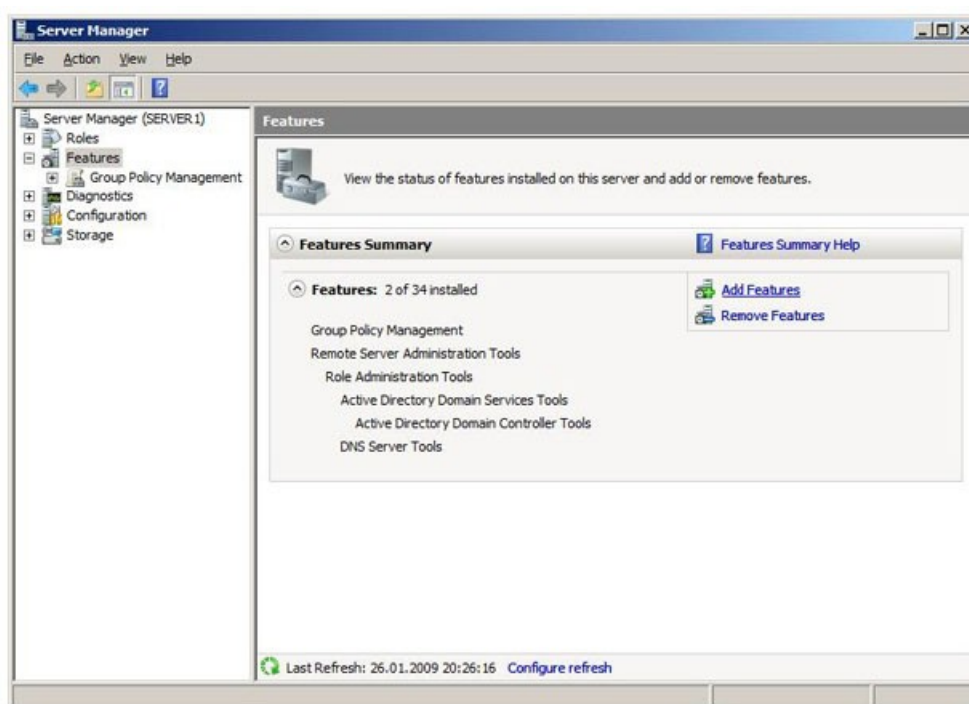 Server Manager
File Action View Help
Server Manager (SERVER1)
Roles
Features
Group Policy Management
Diagnostics
Configuration
Storage
Features
View the status of features installed on this server and add or remove features.
Features Summary
Features Summary Help
Features: 2 of 34 installed
Add Features
Remove Features
Group Policy Management
Remote Server Administration Tools
Role Administration Tools
Active Directory Domain Services Tools
Active Directory Domain Controller Tools
DNS Server Tools
Last Refresh: 26.01.2009 20:26:16 Configure refresh